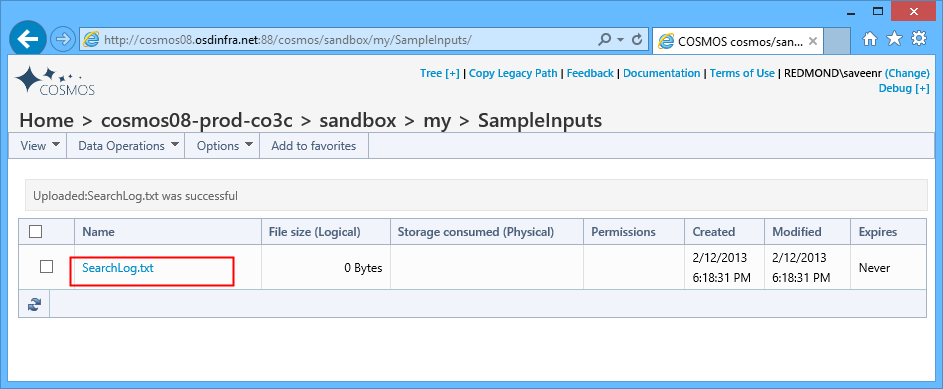 http://cosmos08.osdinfra.net:88/cosmos/sandbox/my/SampleInputs/
COSMOS cosmos/san...
COSMOS
Tree [+] | Copy Legacy Path | Feedback | Documentation | Terms of Use | REDMOND\saveenr (Change)
Debug [+]
Home > cosmos08-prod-co3c > sandbox > my > SampleInputs
View Data Operations Options Add to favorites
Uploaded:SearchLog.txt was successful
Name File size (Logical) Storage consumed (Physical) Permissions Created Modified Expires
SearchLog.txt 0 Bytes 2/12/2013 6:18:31 PM 2/12/2013 6:18:31 PM Never